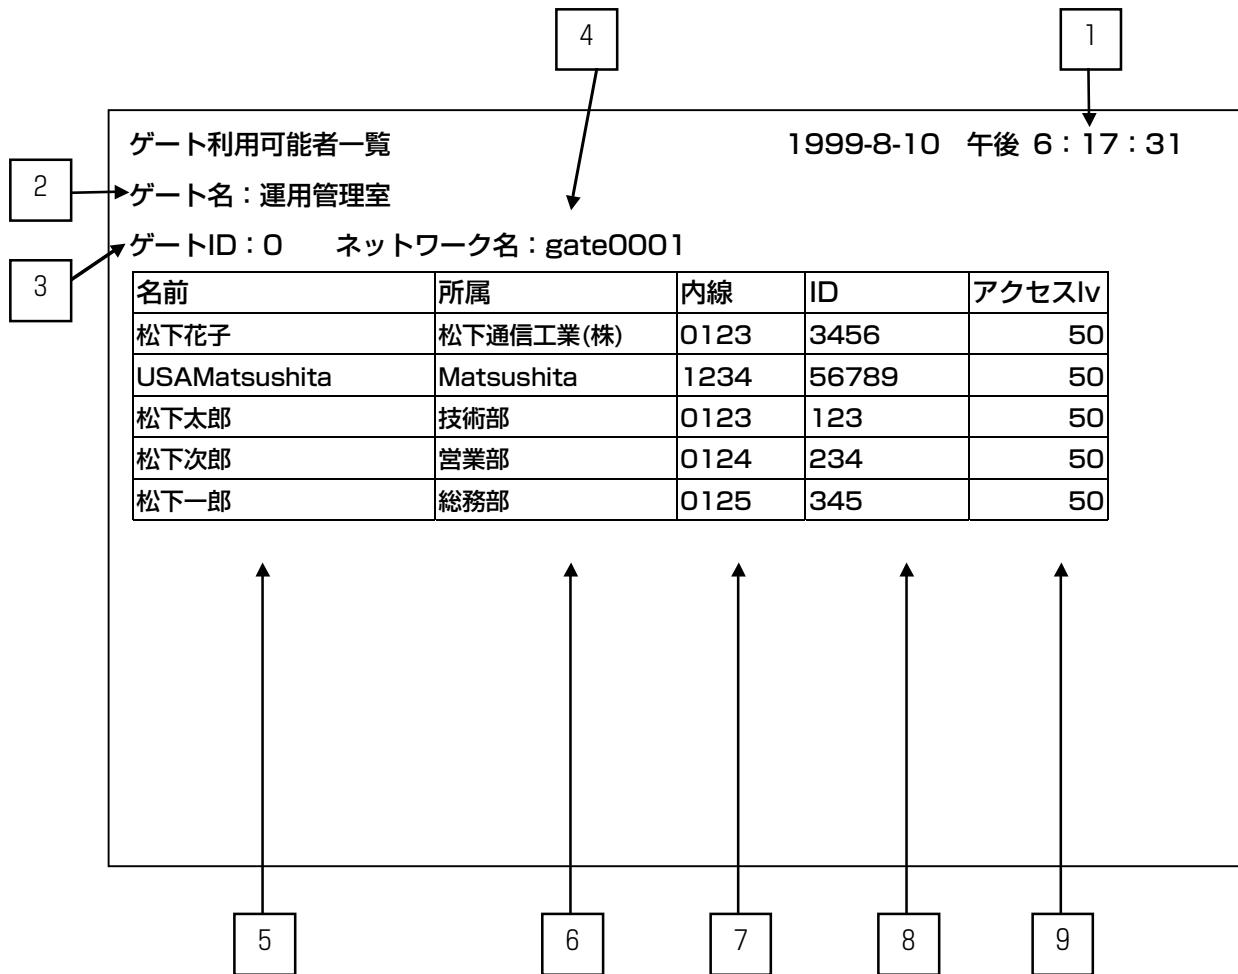 4 1
ゲート利用可能者一覧 1999-8-10 午後 6：17：31
2 ゲート名：運用管理室
3 ゲートID：0 ネットワーク名：gate0001
名前 所属 内線 ID アクセスlv
松下花子 松下通信工業(株) 0123 3456 50
USAMatsushita Matsushita 1234 56789 50
松下太郎 技術部 0123 123 50
松下次郎 営業部 0124 234 50
松下一郎 総務部 0125 345 50
5 6 7 8 9